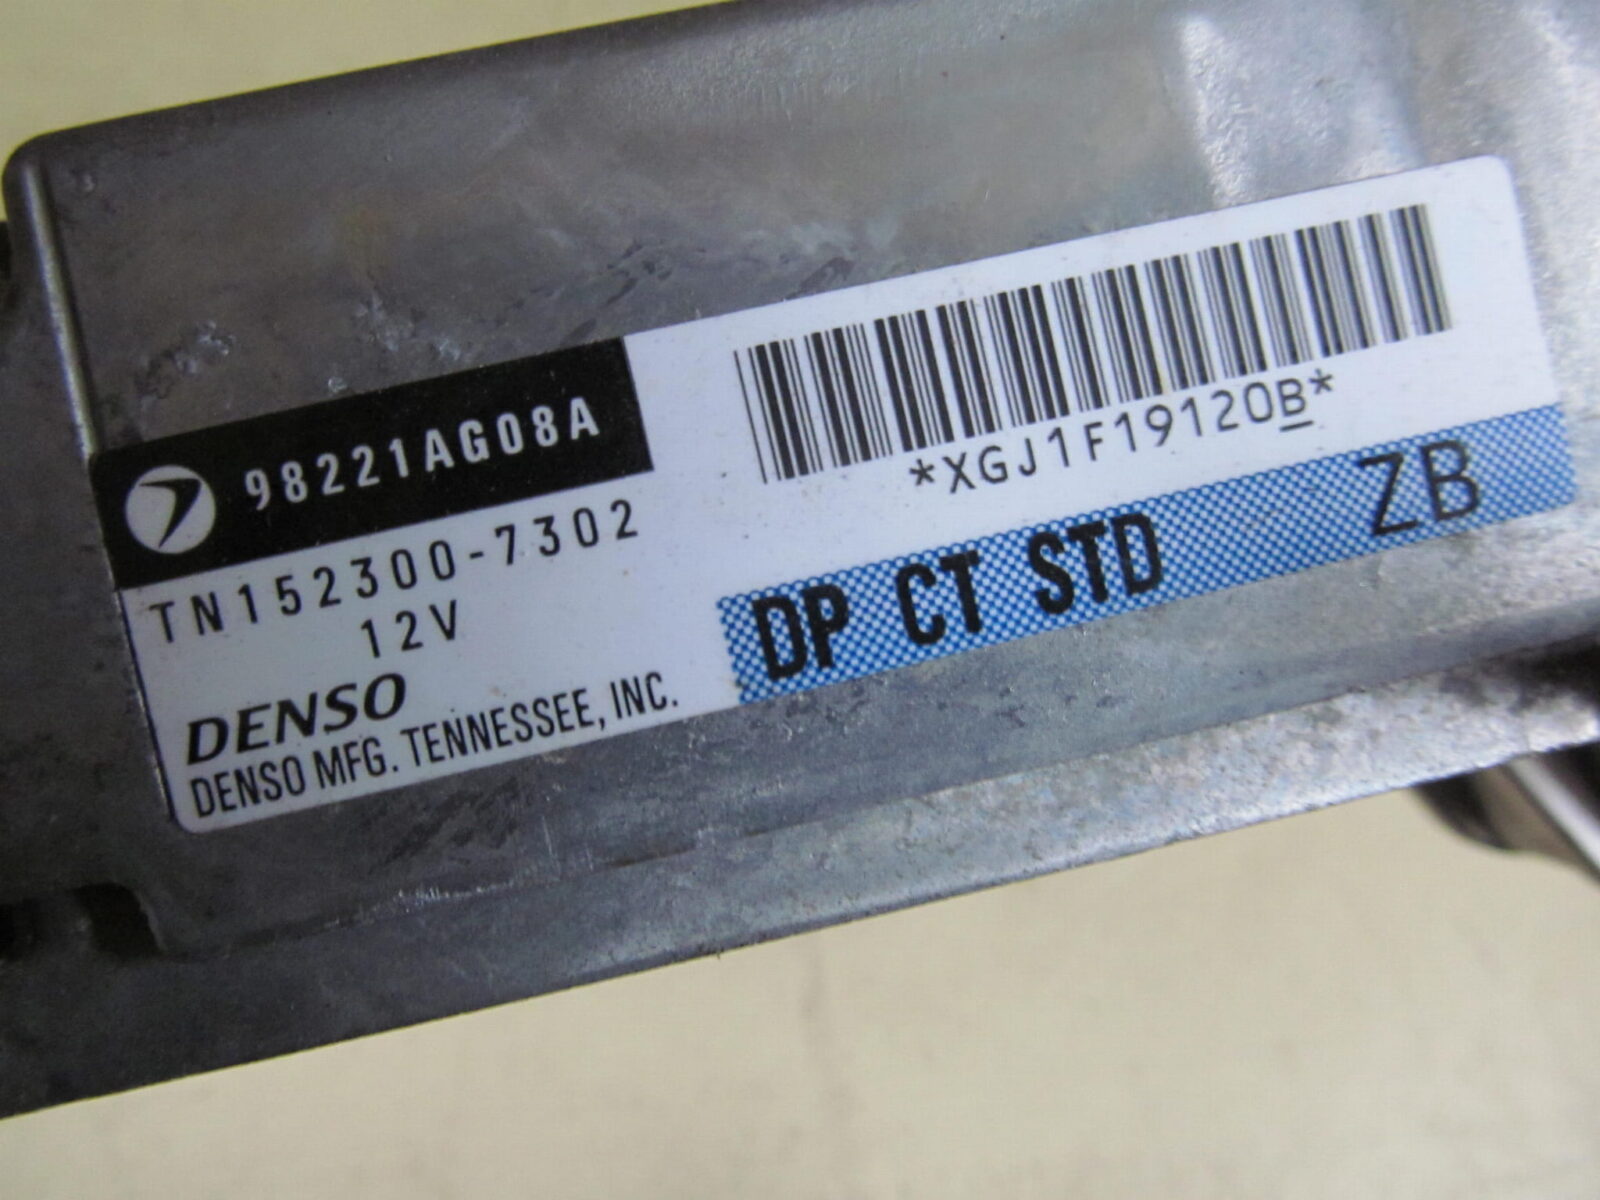 98221AG08A
TN152300-7302
12V
DENSO
DENSO MFG. TENNESSEE, INC.
*XGJ1F19120B*
DP CT STD ZB